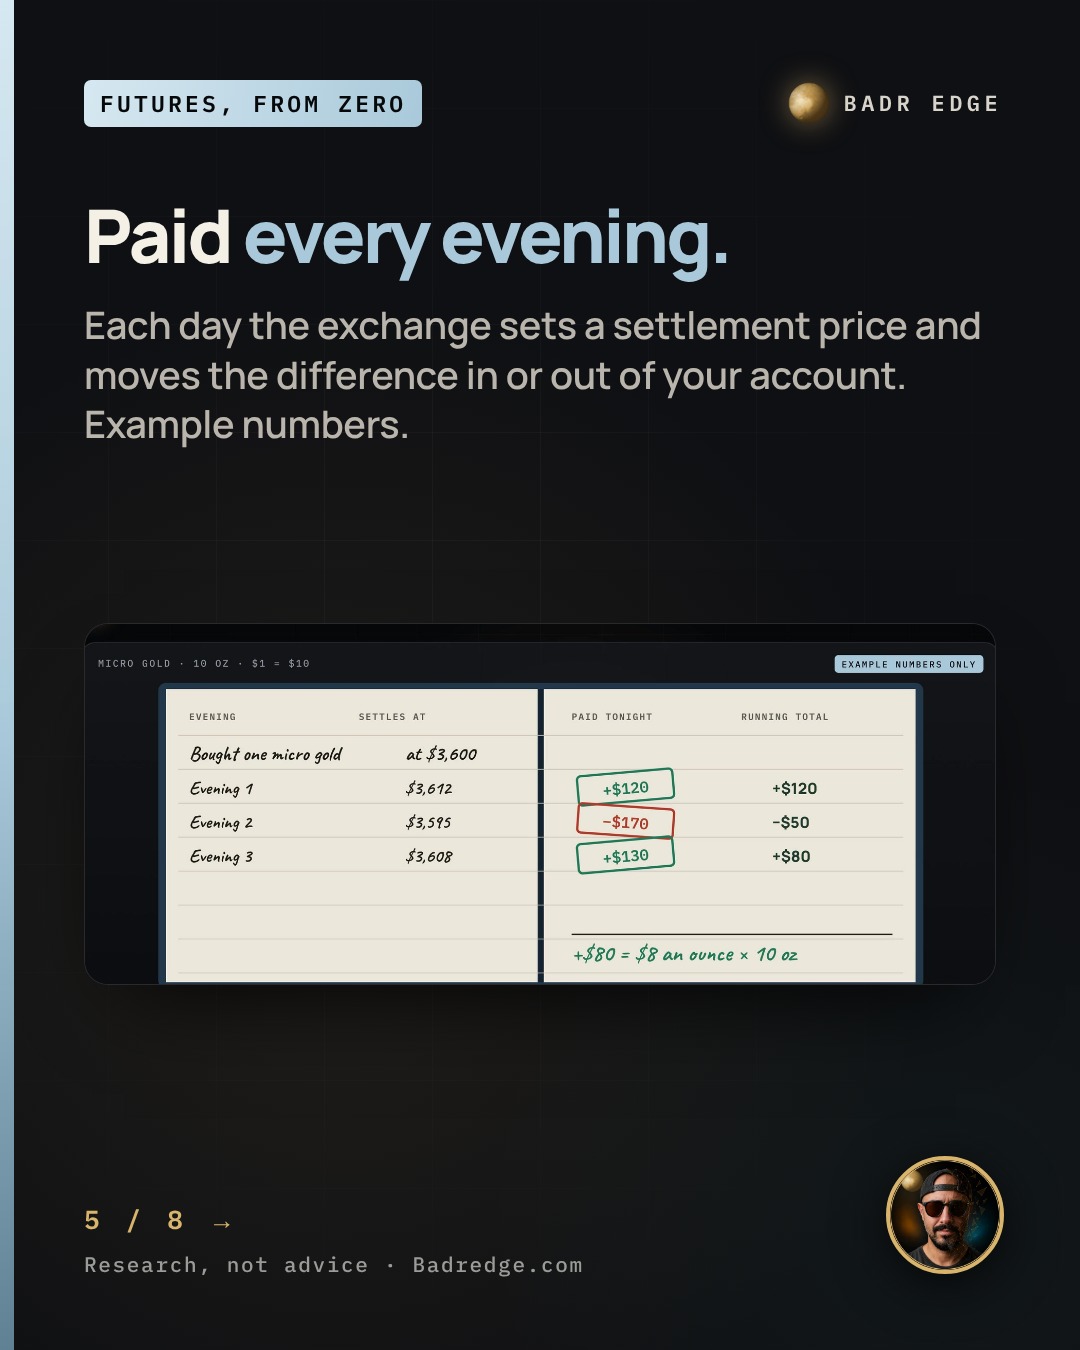 FUTURES, FROM ZERO
BADR EDGE
Paid every evening.
Each day the exchange sets a settlement price and
moves the difference in or out of your account.
Example numbers.
MICRO GOLD · 10 OZ · $1 = $10
EXAMPLE NUMBERS ONLY
EVENING SETTLES AT PAID TONIGHT RUNNING TOTAL
Bought one micro gold at $3,600
Evening 1 $3,612 +$120 +$120
Evening 2 $3,595 −$170 −$50
Evening 3 $3,608 +$130 +$80
+$80 = $8 an ounce × 10 oz
5 / 8 →
Research, not advice · Badredge.com